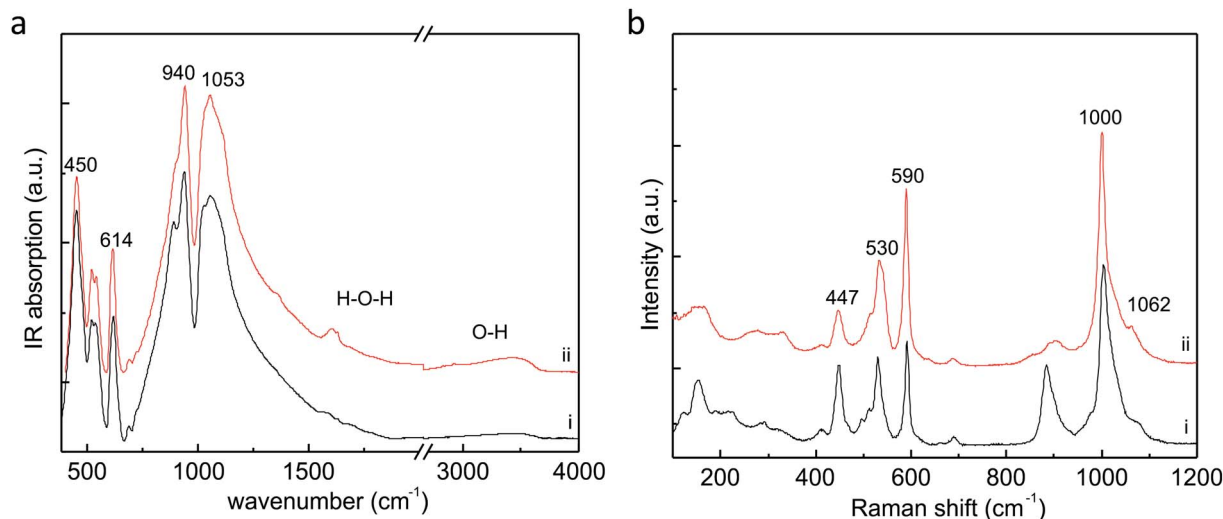 a
940
1053
450
614
H-O-H
O-H
ii
i
IR absorption (a.u.)
500
1000
1500
3000
4000
wavenumber (cm⁻¹)
b
1000
590
530
447
1062
ii
i
Intensity (a.u.)
200
400
600
800
1000
1200
Raman shift (cm⁻¹)